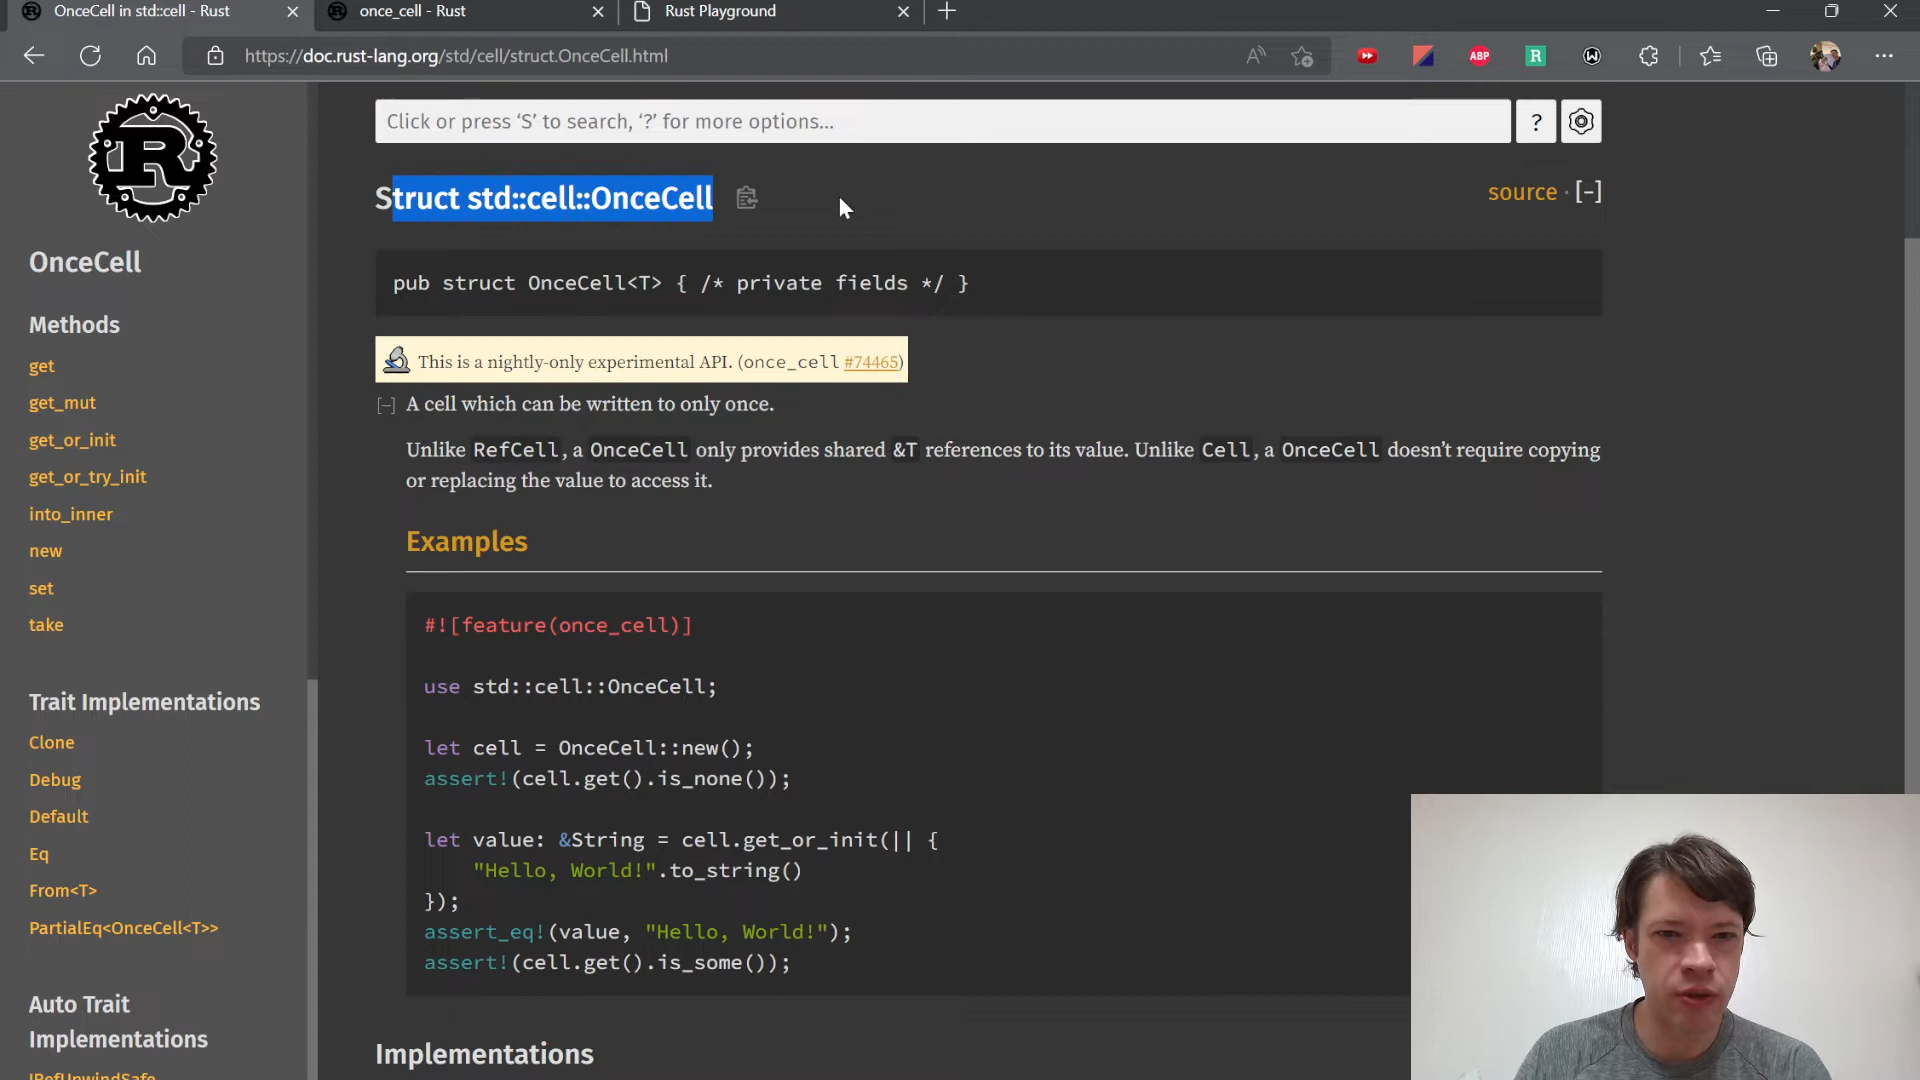 OnceCell in std::cell - Rust
once_cell - Rust
Rust Playground
https://doc.rust-lang.org/std/cell/struct.OnceCell.html
ABP
R
Click or press ‘S’ to search, ‘?’ for more options…
?
Struct std::cell::OnceCell
source · [−]
pub struct OnceCell<T> { /* private fields */ }
This is a nightly-only experimental API. (once_cell #74465)
[−] A cell which can be written to only once.
Unlike RefCell, a OnceCell only provides shared &T references to its value. Unlike Cell, a OnceCell doesn’t require copying
or replacing the value to access it.
Examples
#![feature(once_cell)]
use std::cell::OnceCell;
let cell = OnceCell::new();
assert!(cell.get().is_none());
let value: &String = cell.get_or_init(|| {
"Hello, World!".to_string()
});
assert_eq!(value, "Hello, World!");
assert!(cell.get().is_some());
Implementations
R
OnceCell
Methods
get
get_mut
get_or_init
get_or_try_init
into_inner
new
set
take
Trait Implementations
Clone
Debug
Default
Eq
From<T>
PartialEq<OnceCell<T>>
Auto Trait
Implementations
!RefUnwindSafe